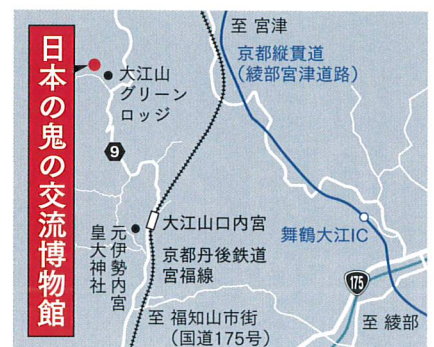 日本の鬼の交流博物館
至 宮津
京都縦貫道
(綾部宮津道路)
大江山
グリーン
ロッジ
9
大江山口内宮
元伊勢内宮
皇大神社
京都丹後鉄道
宮福線
舞鶴大江IC
175
至 福知山市街
(国道175号)
至 綾部